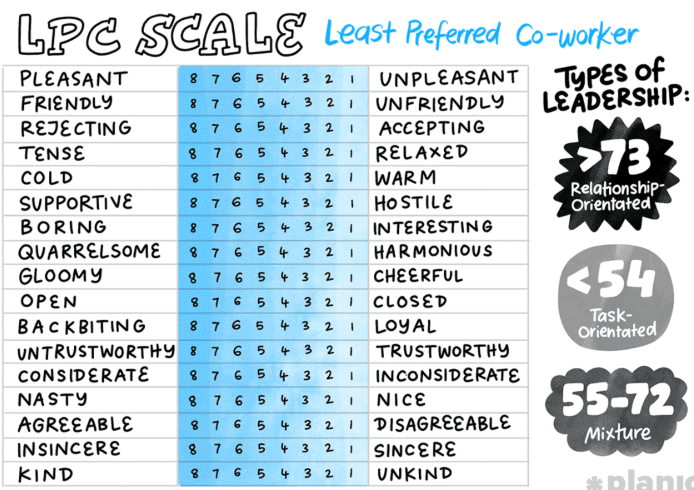 LPC SCALE Least Preferred Co-worker
PLEASANT 8 7 6 5 4 3 2 1 UNPLEASANT
FRIENDLY 8 7 6 5 4 3 2 1 UNFRIENDLY
REJECTING 8 7 6 5 4 3 2 1 ACCEPTING
TENSE 8 7 6 5 4 3 2 1 RELAXED
COLD 8 7 6 5 4 3 2 1 WARM
SUPPORTIVE 8 7 6 5 4 3 2 1 HOSTILE
BORING 8 7 6 5 4 3 2 1 INTERESTING
QUARRELSOME 8 7 6 5 4 3 2 1 HARMONIOUS
GLOOMY 8 7 6 5 4 3 2 1 CHEERFUL
OPEN 8 7 6 5 4 3 2 1 CLOSED
BACKBITING 8 7 6 5 4 3 2 1 LOYAL
UNTRUSTWORTHY 8 7 6 5 4 3 2 1 TRUSTWORTHY
CONSIDERATE 8 7 6 5 4 3 2 1 INCONSIDERATE
NASTY 8 7 6 5 4 3 2 1 NICE
AGREEABLE 8 7 6 5 4 3 2 1 DISAGREEABLE
INSINCERE 8 7 6 5 4 3 2 1 SINCERE
KIND 8 7 6 5 4 3 2 1 UNKIND
TYPES OF
LEADERSHIP:
>73
Relationship-
Orientated
<54
Task-
Orientated
55-72
Mixture